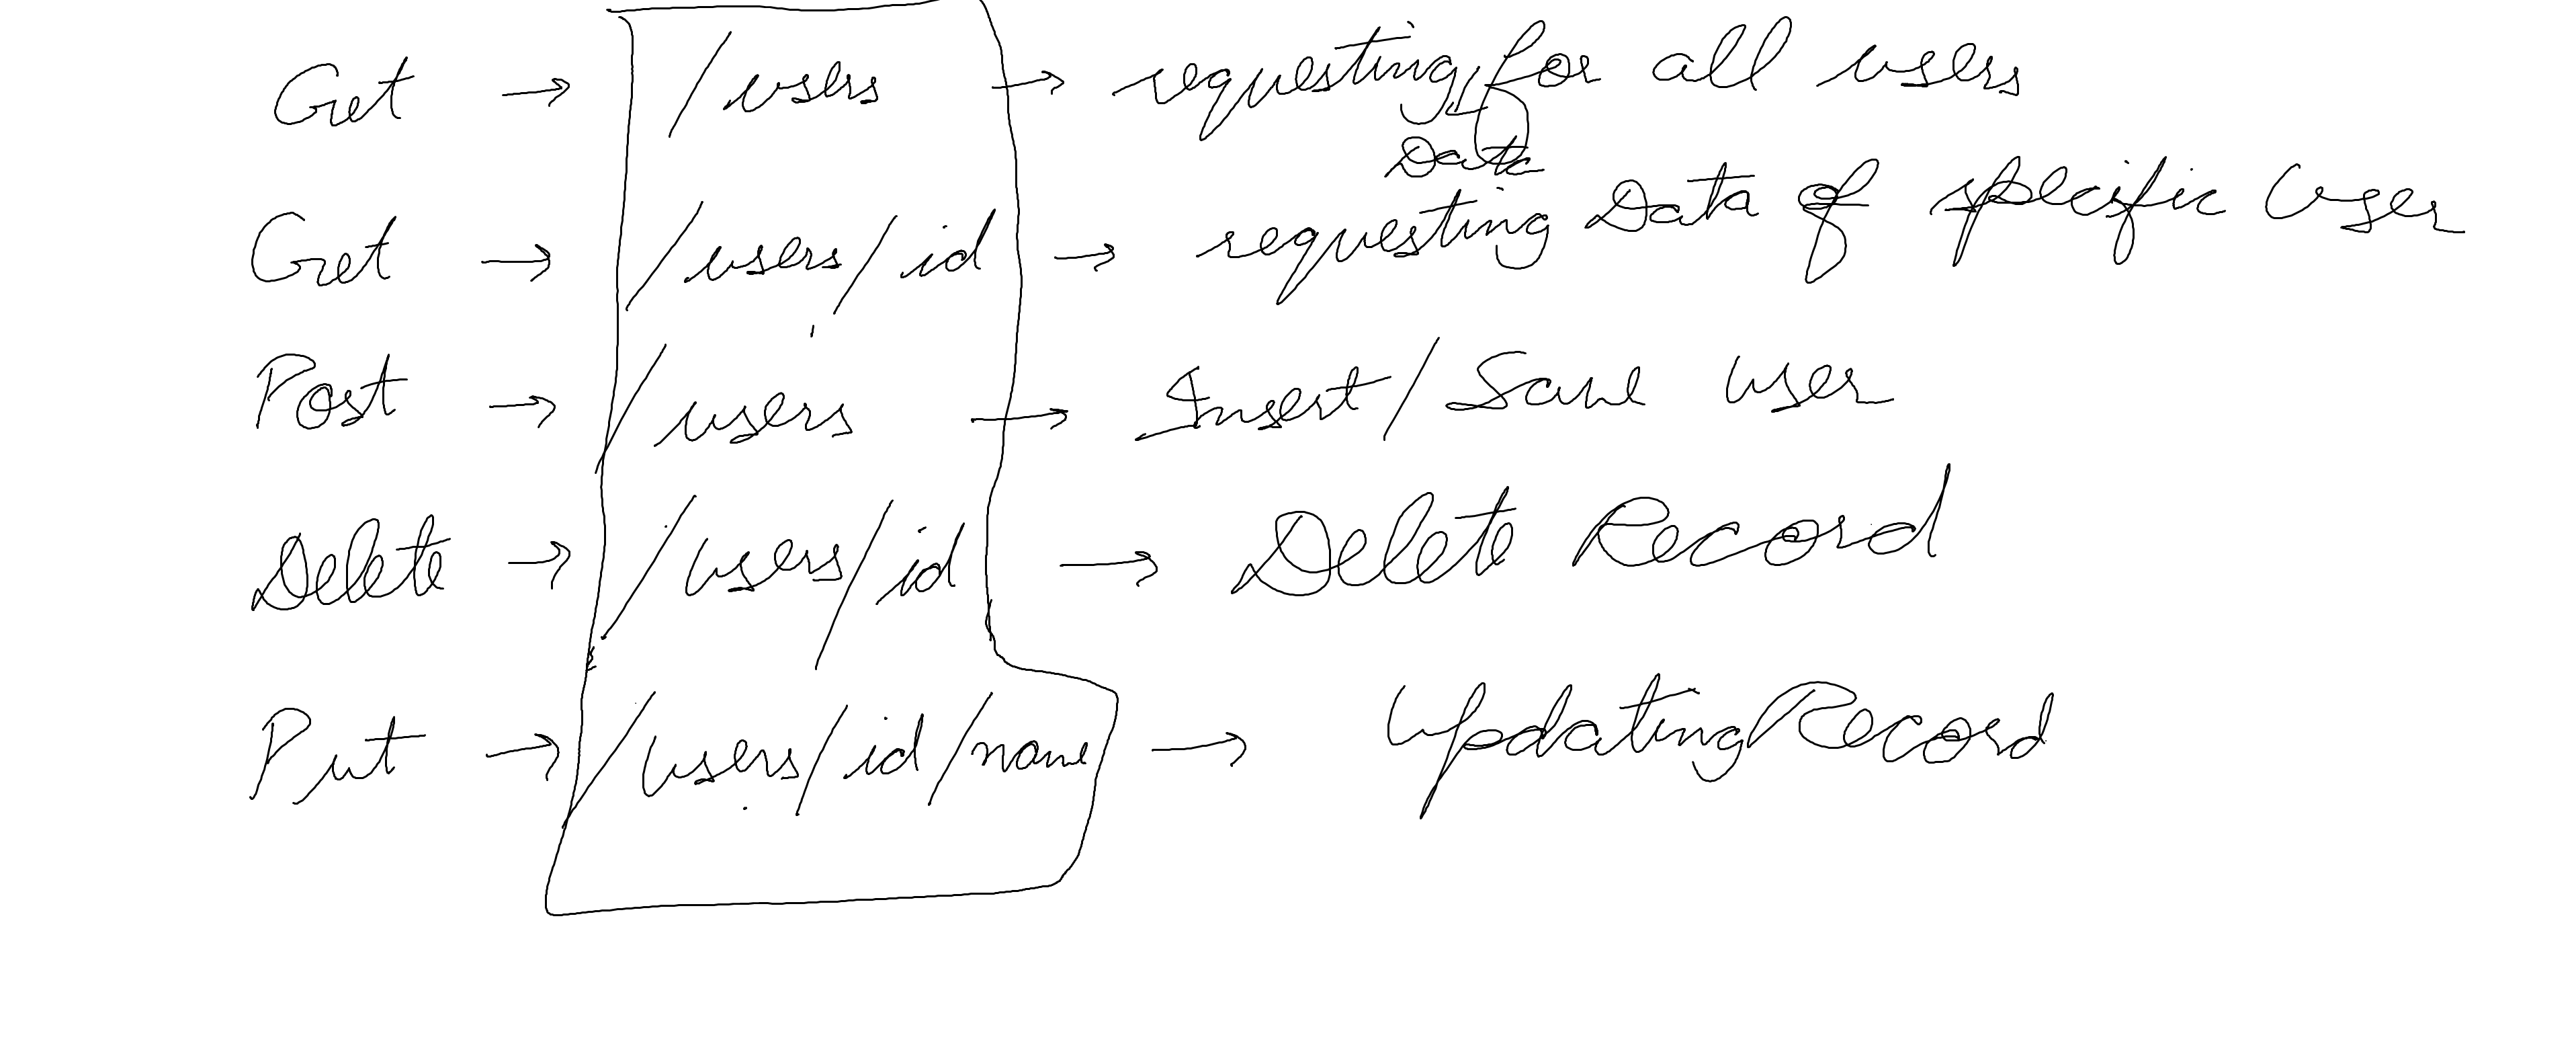 Get → /users → requesting Data for all users
Get → /users/id → requesting Data of specific User
Post → /users → Insert/Save user
Delete → /users/id → Delete Record
Put → /users/id/name → Updating Record